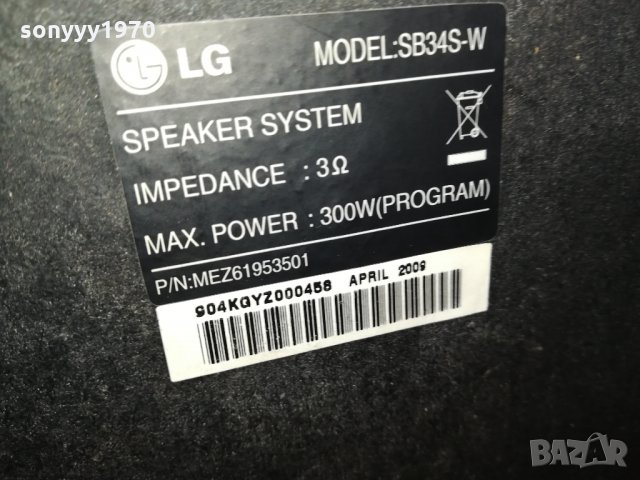 sonyyy1970
LG MODEL:SB34S-W
SPEAKER SYSTEM
IMPEDANCE : 3Ω
MAX. POWER : 300W(PROGRAM)
P/N:MEZ61953501
904KGYZ000458 APRIL 2009
BAZAR